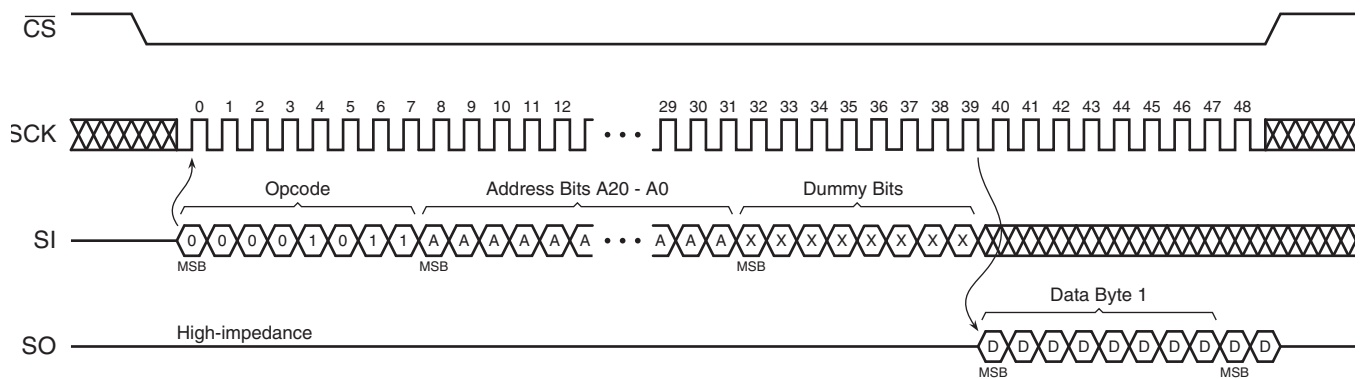 CS
0 1 2 3 4 5 6 7 8 9 10 11 12 29 30 31 32 33 34 35 36 37 38 39 40 41 42 43 44 45 46 47 48
SCK
Opcode Address Bits A20 - A0 Dummy Bits
SI 0 0 0 0 1 0 1 1 A A A A A A A A A X X X X X X X X
MSB MSB MSB
Data Byte 1
High-impedance
SO D D D D D D D D D D
MSB MSB